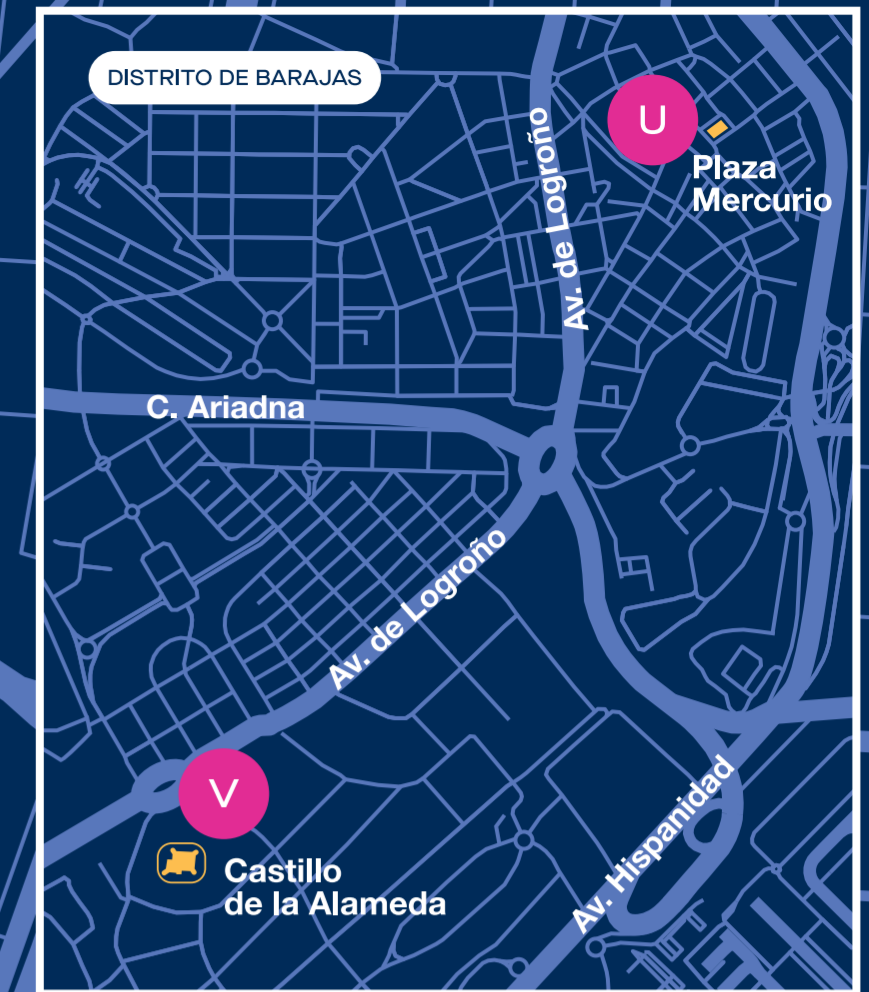 DISTRITO DE BARAJAS
U
Plaza
Mercurio
Av. de Logroño
C. Ariadna
Av. de Logroño
V
Castillo
de la Alameda
Av. Hispanidad